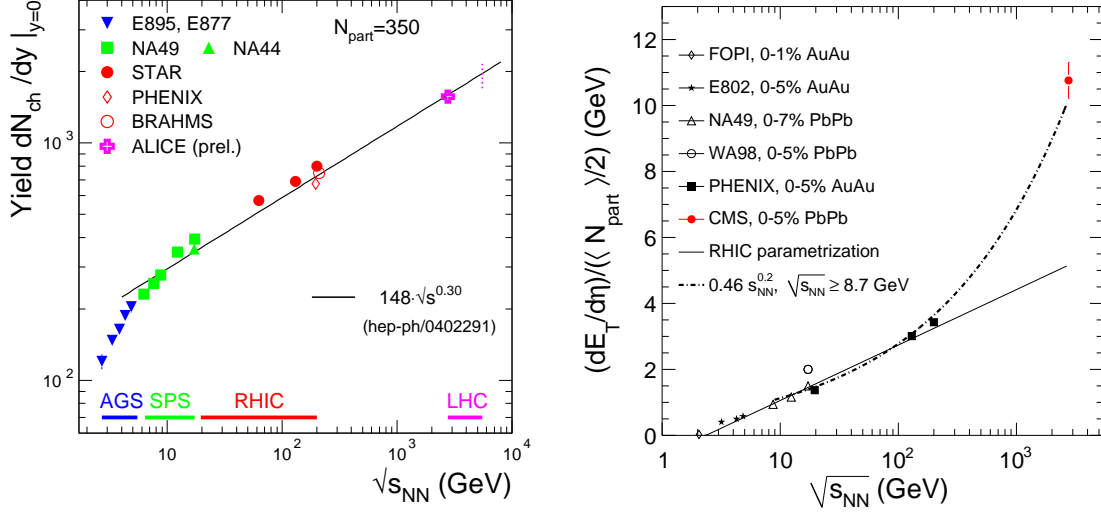 Yield dN_ch /dy |_y=0
E895, E877
NA49 NA44
STAR
PHENIX
BRAHMS
ALICE (prel.)
N_part=350
10^3
10^2
148·√s^0.30
(hep-ph/0402291)
AGS SPS RHIC LHC
10 10^2 10^3 10^4
√s_NN (GeV)
(dE_T/dη)/(⟨ N_part ⟩/2) (GeV)
12
10
8
6
4
2
0
FOPI, 0-1% AuAu
E802, 0-5% AuAu
NA49, 0-7% PbPb
WA98, 0-5% PbPb
PHENIX, 0-5% AuAu
CMS, 0-5% PbPb
RHIC parametrization
0.46 s_NN^0.2, √s_NN ≥ 8.7 GeV
1 10 10^2 10^3
√s_NN (GeV)